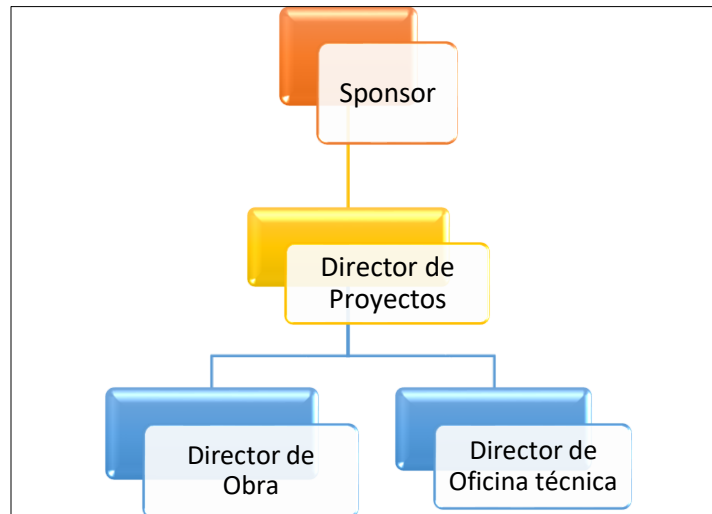 Sponsor
Director de
Proyectos
Director de
Obra
Director de
Oficina técnica